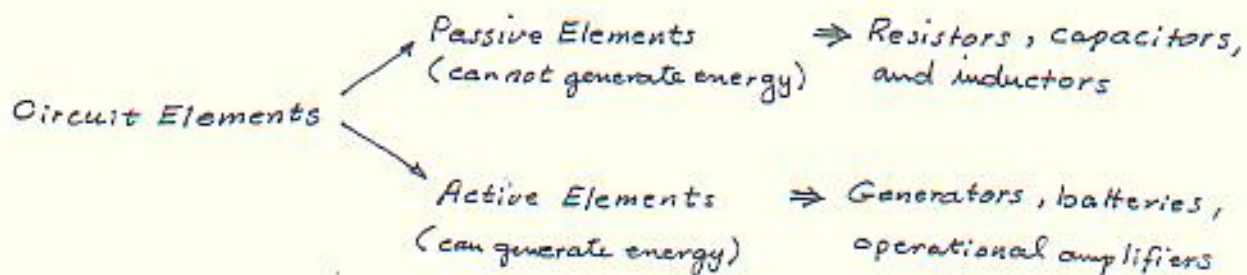 Passive Elements ⇒ Resistors, capacitors,
(cannot generate energy) and inductors
Circuit Elements
Active Elements ⇒ Generators, batteries,
(can generate energy) operational amplifiers